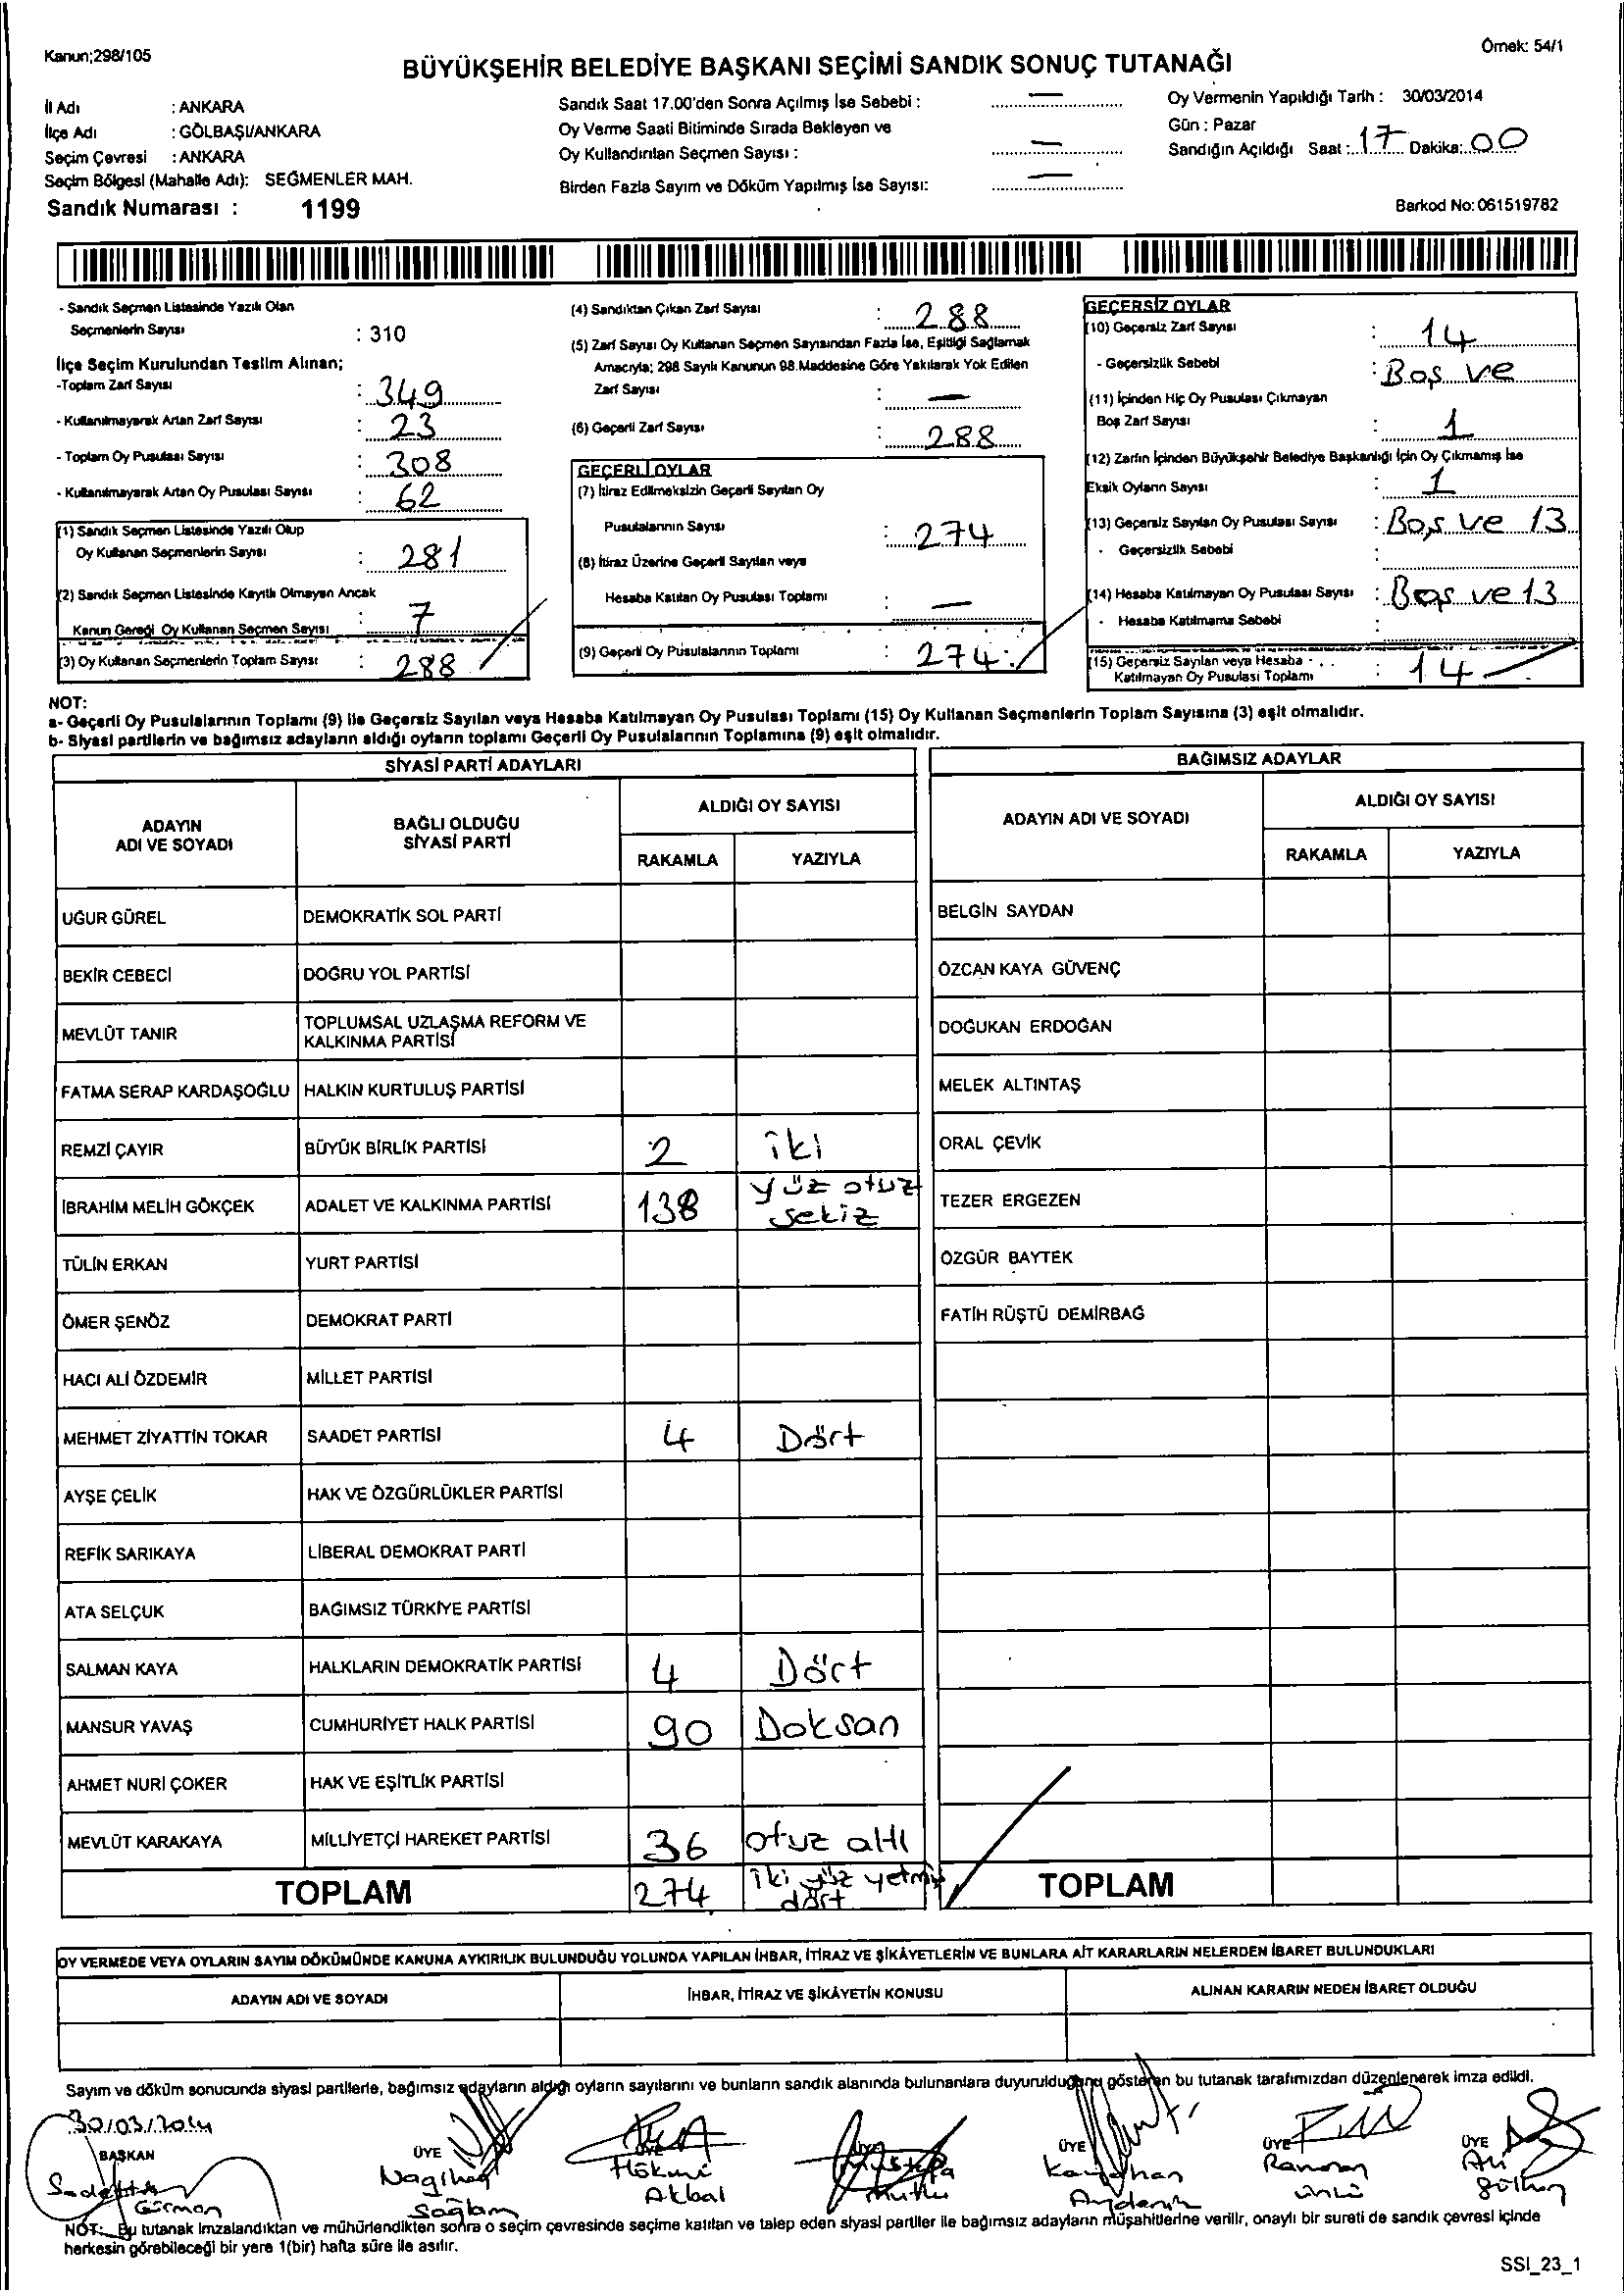 Kanun;298/105
Örnek: 54/1
BÜYÜKŞEHİR BELEDİYE BAŞKANI SEÇİMİ SANDIK SONUÇ TUTANAĞI
İl Adı : ANKARA
İlçe Adı : GÖLBAŞI/ANKARA
Seçim Çevresi : ANKARA
Seçim Bölgesi (Mahalle Adı): SEĞMENLER MAH.
Sandık Numarası : 1199
Sandık Saat 17.00'den Sonra Açılmış İse Sebebi : —
Oy Verme Saati Bitiminde Sırada Bekleyen ve
Oy Kullandırılan Seçmen Sayısı : —
Birden Fazla Sayım ve Döküm Yapılmış İse Sayısı: —
Oy Vermenin Yapıldığı Tarih : 30/03/2014
Gün : Pazar
Sandığın Açıldığı Saat : 17 Dakika: 00
Barkod No: 061519782
- Sandık Seçmen Listesinde Yazılı Olan
Seçmenlerin Sayısı : 310
İlçe Seçim Kurulundan Teslim Alınan;
-Toplam Zarf Sayısı : 349
- Kullanılmayarak Artan Zarf Sayısı : 23
- Toplam Oy Pusulası Sayısı : 308
- Kullanılmayarak Artan Oy Pusulası Sayısı : 62
(1) Sandık Seçmen Listesinde Yazılı Olup
Oy Kullanan Seçmenlerin Sayısı : 281
(2) Sandık Seçmen Listesinde Kayıtlı Olmayan Ancak
Kanun Gereği Oy Kullanan Seçmen Sayısı : 7
(3) Oy Kullanan Seçmenlerin Toplam Sayısı : 288
(4) Sandıktan Çıkan Zarf Sayısı : 288
(5) Zarf Sayısı Oy Kullanan Seçmen Sayısından Fazla İse, Eşitliği Sağlamak
Amacıyla; 298 Sayılı Kanunun 98.Maddesine Göre Yakılarak Yok Edilen
Zarf Sayısı : —
(6) Geçerli Zarf Sayısı : 288
GEÇERLİ OYLAR
(7) İtiraz Edilmeksizin Geçerli Sayılan Oy
Pusulalarının Sayısı : 274
(8) İtiraz Üzerine Geçerli Sayılan veya
Hesaba Katılan Oy Pusulası Toplamı : —
(9) Geçerli Oy Pusulalarının Toplamı : 274
GEÇERSİZ OYLAR
(10) Geçersiz Zarf Sayısı : 14
- Geçersizlik Sebebi : Boş ve
(11) İçinden Hiç Oy Pusulası Çıkmayan
Boş Zarf Sayısı : 1
(12) Zarfın İçinden Büyükşehir Belediye Başkanlığı İçin Oy Çıkmamış İse
Eksik Oyların Sayısı : 1
(13) Geçersiz Sayılan Oy Pusulası Sayısı : Boş ve 13
- Geçersizlik Sebebi :
(14) Hesaba Katılmayan Oy Pusulası Sayısı : Boş ve 13
- Hesaba Katılmama Sebebi :
(15) Geçersiz Sayılan veya Hesaba
Katılmayan Oy Pusulası Toplamı : 14
NOT:
a- Geçerli Oy Pusulalarının Toplamı (9) ile Geçersiz Sayılan veya Hesaba Katılmayan Oy Pusulası Toplamı (15) Oy Kullanan Seçmenlerin Toplam Sayısına (3) eşit olmalıdır.
b- Siyasi partilerin ve bağımsız adayların aldığı oyların toplamı Geçerli Oy Pusulalarının Toplamına (9) eşit olmalıdır.
SİYASİ PARTİ ADAYLARI
ADAYIN ADI VE SOYADI
BAĞLI OLDUĞU SİYASİ PARTİ
ALDIĞI OY SAYISI
RAKAMLA YAZIYLA
UĞUR GÜREL DEMOKRATİK SOL PARTİ
BEKİR CEBECİ DOĞRU YOL PARTİSİ
MEVLÜT TANIR TOPLUMSAL UZLAŞMA REFORM VE KALKINMA PARTİSİ
FATMA SERAP KARDAŞOĞLU HALKIN KURTULUŞ PARTİSİ
REMZİ ÇAYIR BÜYÜK BİRLİK PARTİSİ 2 iki
İBRAHİM MELİH GÖKÇEK ADALET VE KALKINMA PARTİSİ 138 yüz otuz sekiz
TÜLİN ERKAN YURT PARTİSİ
ÖMER ŞENÖZ DEMOKRAT PARTİ
HACI ALİ ÖZDEMİR MİLLET PARTİSİ
MEHMET ZİYATTİN TOKAR SAADET PARTİSİ 4 Dört
AYŞE ÇELİK HAK VE ÖZGÜRLÜKLER PARTİSİ
REFİK SARIKAYA LİBERAL DEMOKRAT PARTİ
ATA SELÇUK BAĞIMSIZ TÜRKİYE PARTİSİ
SALMAN KAYA HALKLARIN DEMOKRATİK PARTİSİ 4 Dört
MANSUR YAVAŞ CUMHURİYET HALK PARTİSİ 90 Doksan
AHMET NURİ ÇOKER HAK VE EŞİTLİK PARTİSİ
MEVLÜT KARAKAYA MİLLİYETÇİ HAREKET PARTİSİ 36 otuz altı
TOPLAM 274 iki yüz yetmiş dört
BAĞIMSIZ ADAYLAR
ADAYIN ADI VE SOYADI
ALDIĞI OY SAYISI
RAKAMLA YAZIYLA
BELGİN SAYDAN
ÖZCAN KAYA GÜVENÇ
DOĞUKAN ERDOĞAN
MELEK ALTINTAŞ
ORAL ÇEVİK
TEZER ERGEZEN
ÖZGÜR BAYTEK
FATİH RÜŞTÜ DEMİRBAĞ
TOPLAM
OY VERMEDE VEYA OYLARIN SAYIM DÖKÜMÜNDE KANUNA AYKIRILIK BULUNDUĞU YOLUNDA YAPILAN İHBAR, İTİRAZ VE ŞİKÂYETLERİN VE BUNLARA AİT KARARLARIN NELERDEN İBARET BULUNDUKLARI
ADAYIN ADI VE SOYADI İHBAR, İTİRAZ VE ŞİKÂYETİN KONUSU ALINAN KARARIN NEDEN İBARET OLDUĞU
Sayım ve döküm sonucunda siyasi partilerle, bağımsız adayların aldığı oyların sayılarını ve bunların sandık alanında bulunanlara duyurulduğunu gösteren bu tutanak tarafımızdan düzenlenerek imza edildi.
30/03/2014
BAŞKAN ÜYE ÜYE ÜYE ÜYE ÜYE ÜYE
Görmon
Nagihan Sağlam
Hökmü Akbal
Mustafa Mutlu
Kayahan
Ramazan ünlü
Ali
NOT: Bu tutanak imzalandıktan ve mühürlendikten sonra o seçim çevresinde seçime katılan ve talep eden siyasi partiler ile bağımsız adayların müşahitlerine verilir, onaylı bir sureti de sandık çevresi içinde
herkesin görebileceği bir yere 1(bir) hafta süre ile asılır.
SSI_23_1